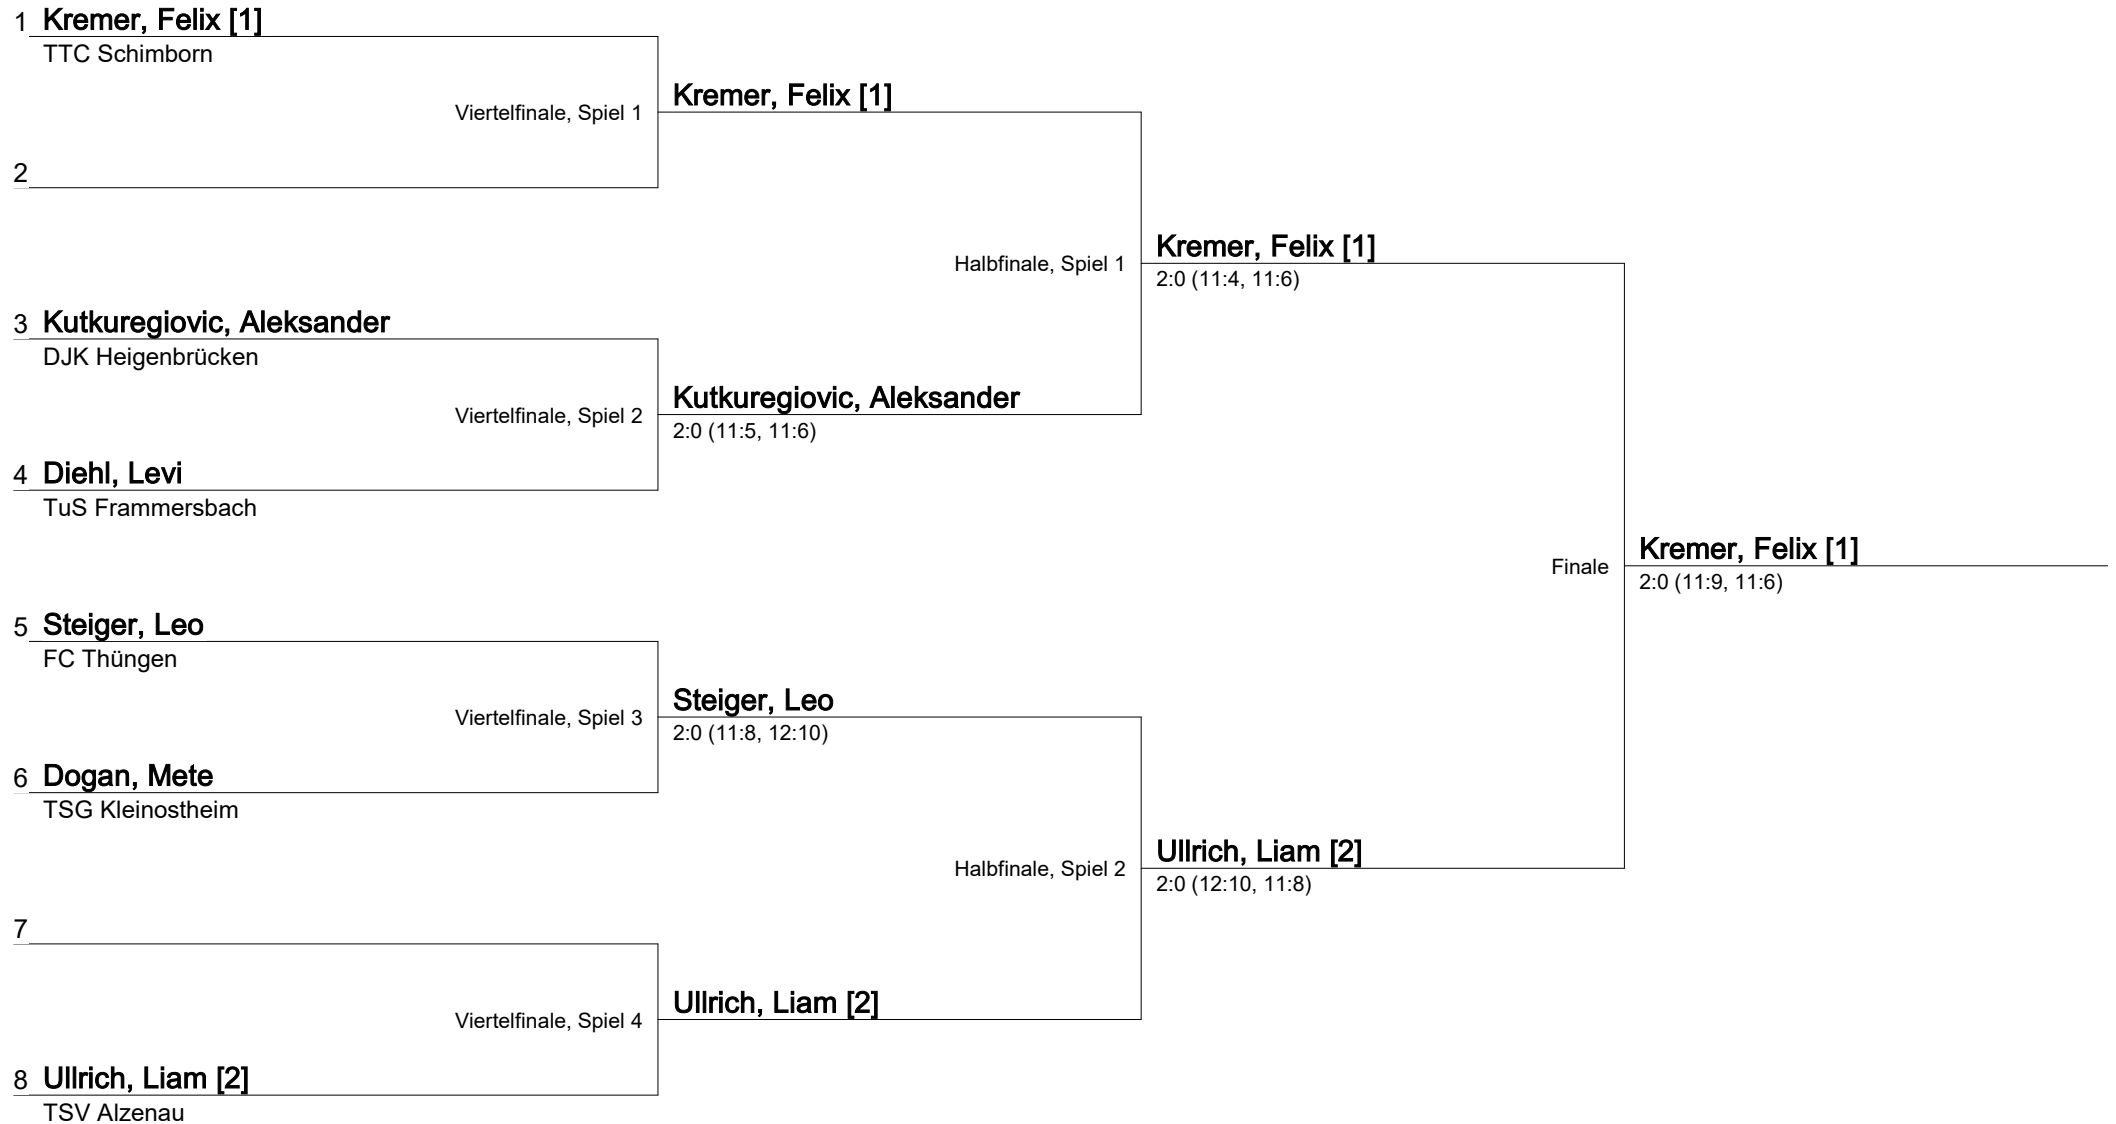 1 Kremer, Felix [1]
TTC Schimborn
Viertelfinale, Spiel 1
Kremer, Felix [1]
2
Halbfinale, Spiel 1
Kremer, Felix [1]
2:0 (11:4, 11:6)
3 Kutkuregiovic, Aleksander
DJK Heigenbrücken
Viertelfinale, Spiel 2
Kutkuregiovic, Aleksander
2:0 (11:5, 11:6)
4 Diehl, Levi
TuS Frammersbach
Finale
Kremer, Felix [1]
2:0 (11:9, 11:6)
5 Steiger, Leo
FC Thüngen
Viertelfinale, Spiel 3
Steiger, Leo
2:0 (11:8, 12:10)
6 Dogan, Mete
TSG Kleinostheim
Halbfinale, Spiel 2
Ullrich, Liam [2]
2:0 (12:10, 11:8)
7
Viertelfinale, Spiel 4
Ullrich, Liam [2]
8 Ullrich, Liam [2]
TSV Alzenau